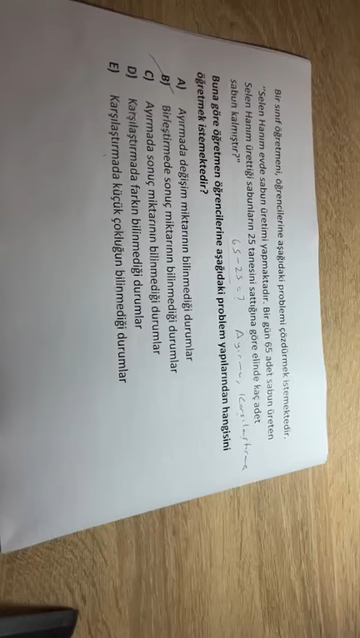 Bir sınıf öğretmeni, öğrencilerine aşağıdaki problemi çözdürmek istemektedir.
"Selen Hanım evde sabun üretimi yapmaktadır. Bir gün 65 adet sabun üreten
Selen Hanım ürettiği sabunların 25 tanesini sattığına göre elinde kaç adet
sabun kalmıştır?"
65-25=? Ayırma, Karşılaştırma
Buna göre öğretmen öğrencilerine aşağıdaki problem yapılarından hangisini
öğretmek istemektedir?
A) Ayırmada değişim miktarının bilinmediği durumlar
B) Birleştirmede sonuç miktarının bilinmediği durumlar
C) Ayırmada sonuç miktarının bilinmediği durumlar
D) Karşılaştırmada farkın bilinmediği durumlar
E) Karşılaştırmada küçük çokluğun bilinmediği durumlar